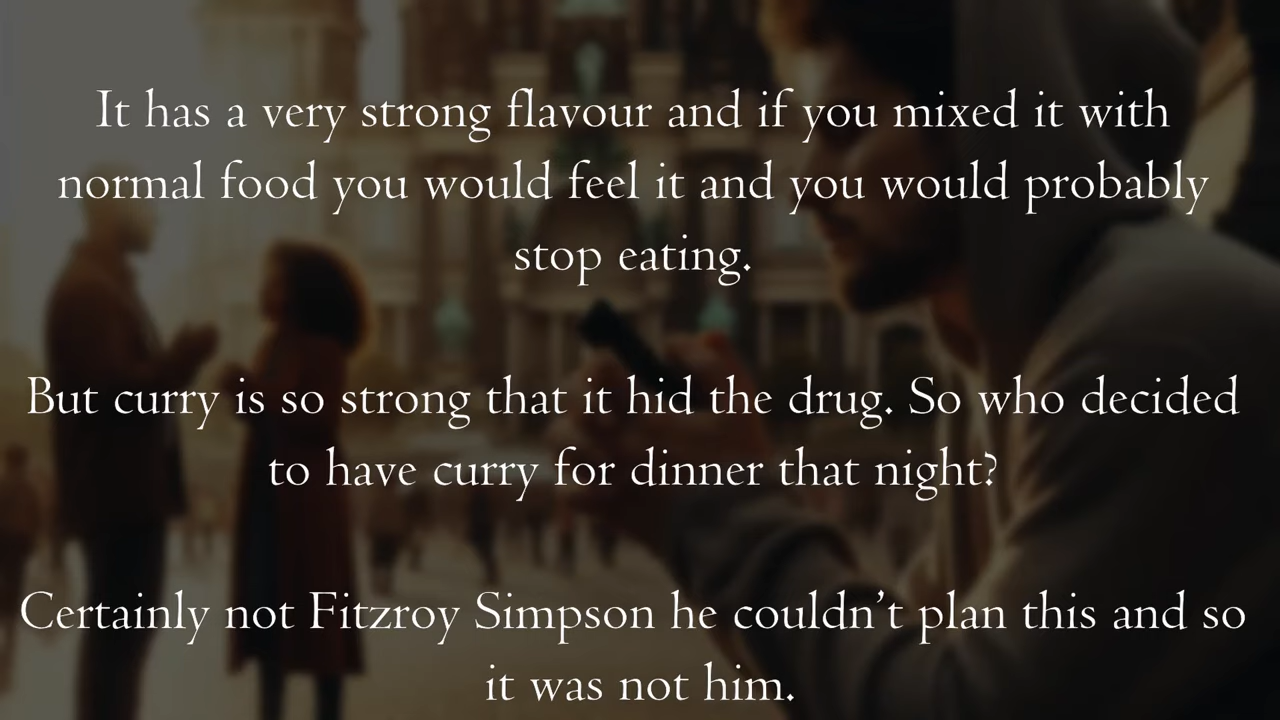 It has a very strong flavour and if you mixed it with
normal food you would feel it and you would probably
stop eating.
But curry is so strong that it hid the drug. So who decided
to have curry for dinner that night?
Certainly not Fitzroy Simpson he couldn’t plan this and so
it was not him.